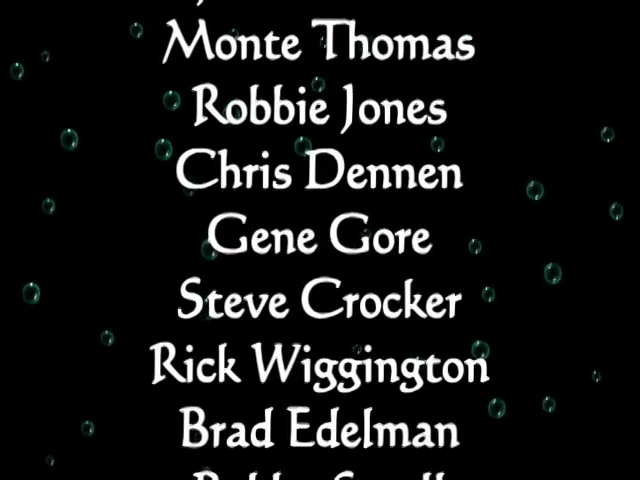 Monte Thomas
Robbie Jones
Chris Dennen
Gene Gore
Steve Crocker
Rick Wiggington
Brad Edelman